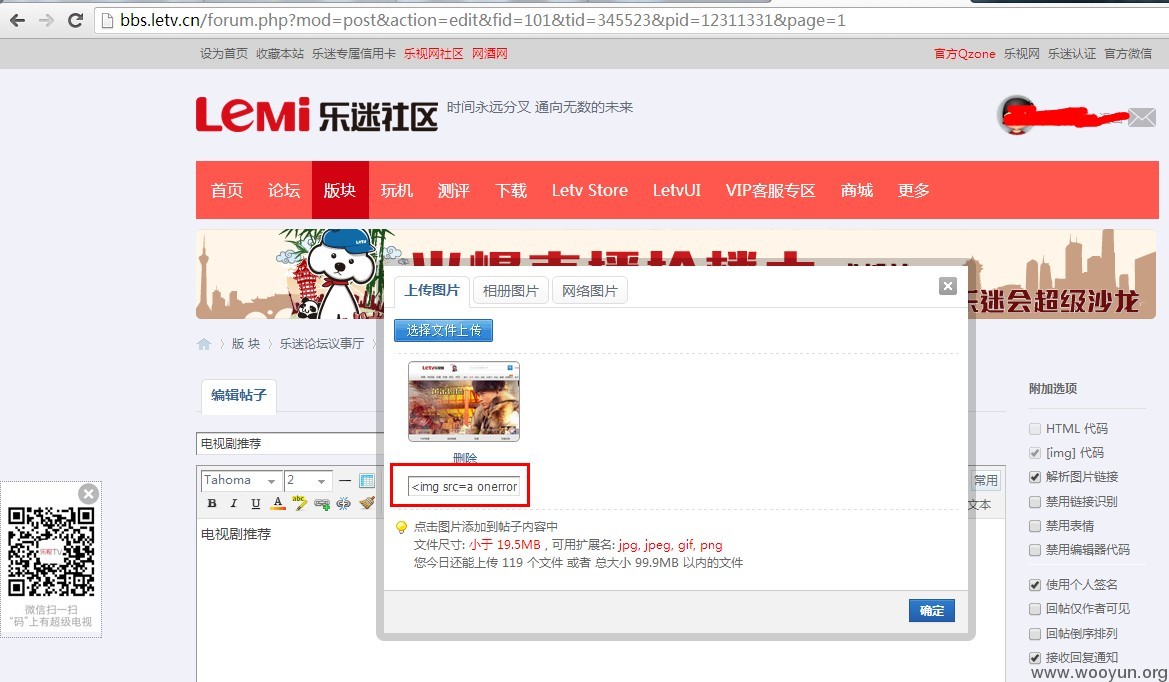 bbs.letv.cn/forum.php?mod=post&action=edit&fid=101&tid=345523&pid=12311331&page=1
设为首页 收藏本站 乐迷专属信用卡 乐视网社区 网酒网
官方Qzone 乐视网 乐迷认证 官方微信
LeMi 乐迷社区 时间永远分叉 通向无数的未来
首页 论坛 版块 玩机 测评 下载 Letv Store LetvUI VIP客服专区 商城 更多
乐迷会超级沙龙
版 块 乐迷论坛议事厅
上传图片 相册图片 网络图片
选择文件上传
删除
<img src=a onerror
点击图片添加到帖子内容中
文件尺寸: 小于 19.5MB , 可用扩展名: jpg, jpeg, gif, png
您今日还能上传 119 个文件 或者 总大小 99.9MB 以内的文件
确定
编辑帖子
电视剧推荐
Tahoma 2
常用
B I U A abc
文本
电视剧推荐
附加选项
HTML 代码
[img] 代码
解析图片链接
禁用链接识别
禁用表情
禁用编辑器代码
使用个人签名
回帖仅作者可见
回帖倒序排列
接收回复通知
乐视TV
微信扫一扫
“码”上有超级电视
www.wooyun.org